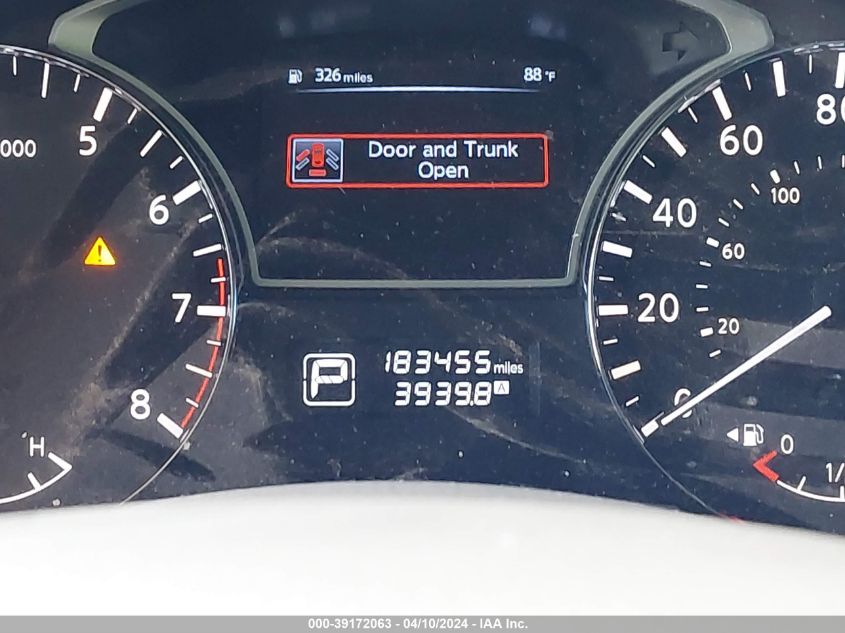 326 miles 88 °F
Door and Trunk
Open
000 5 6 7 8
H
183455 miles
3939.8 A
P
0 20 40 60 80
20 60 100
0 1/
000-39172063 - 04/10/2024 - IAA Inc.